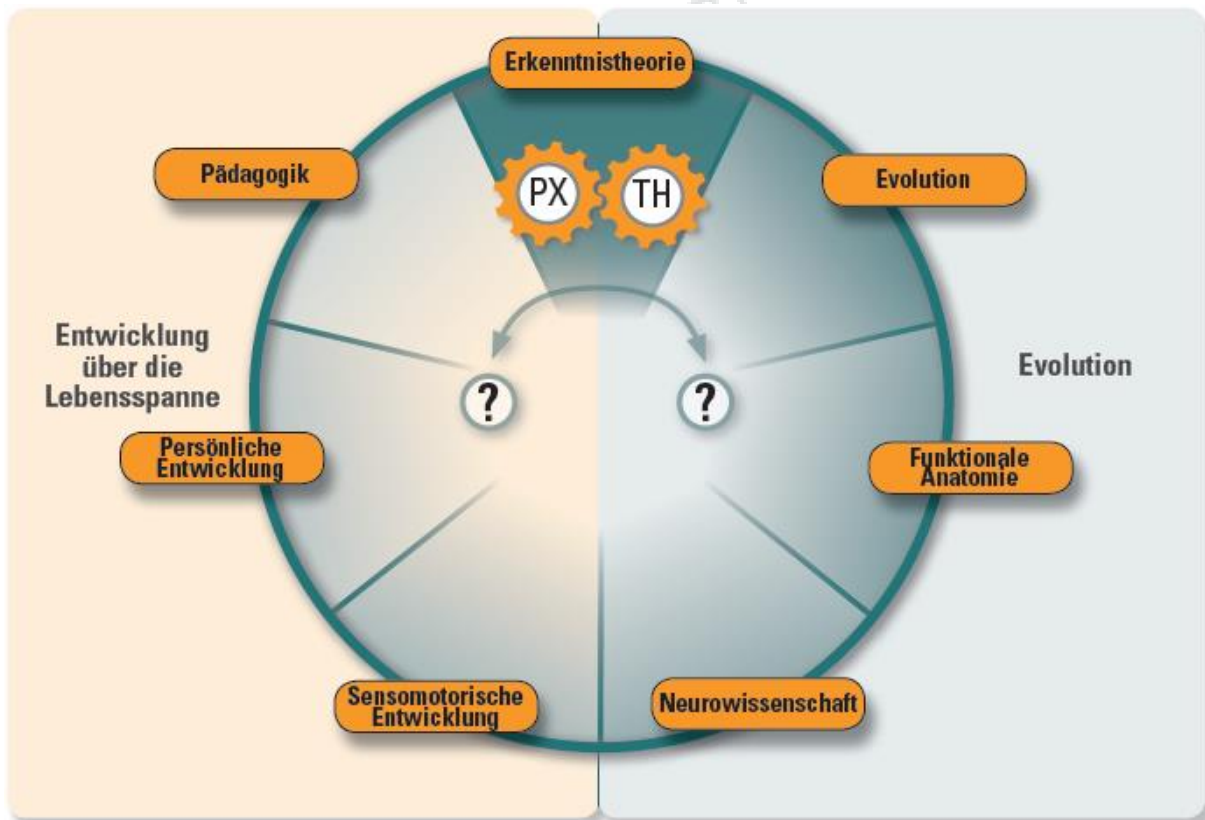 Erkenntnistheorie
Pädagogik
Evolution
PX
TH
Entwicklung
über die
Lebensspanne
Evolution
?
?
Persönliche
Entwicklung
Funktionale
Anatomie
Sensomotorische
Entwicklung
Neurowissenschaft